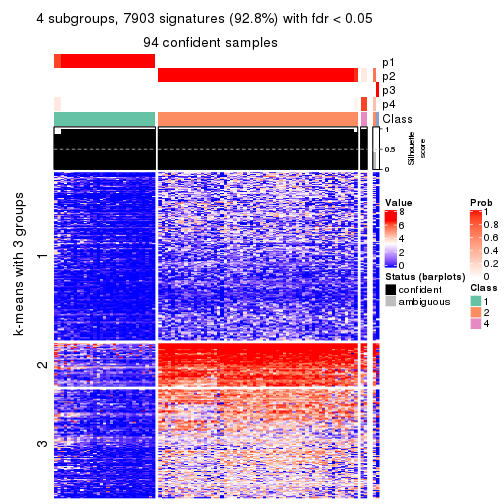 4 subgroups, 7903 signatures (92.8%) with fdr < 0.05
94 confident samples
p1
p2
p3
p4
Class
1
0.5
0
Silhouette
score
k-means with 3 groups
1
2
3
Value
8
6
4
2
0
Status (barplots)
confident
ambiguous
Prob
1
0.8
0.6
0.4
0.2
0
Class
1
2
4